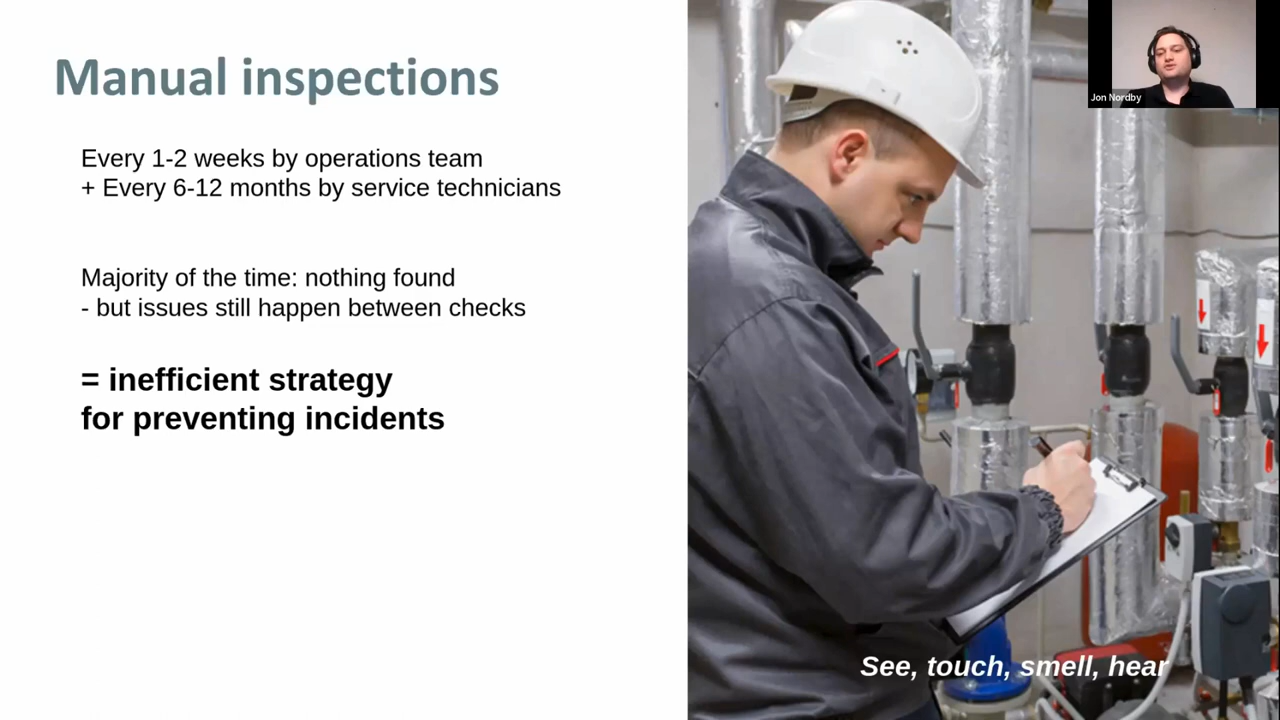 Manual inspections
Every 1-2 weeks by operations team
+ Every 6-12 months by service technicians
Majority of the time: nothing found
- but issues still happen between checks
= inefficient strategy
for preventing incidents
See, touch, smell, hear
Jon Nordby